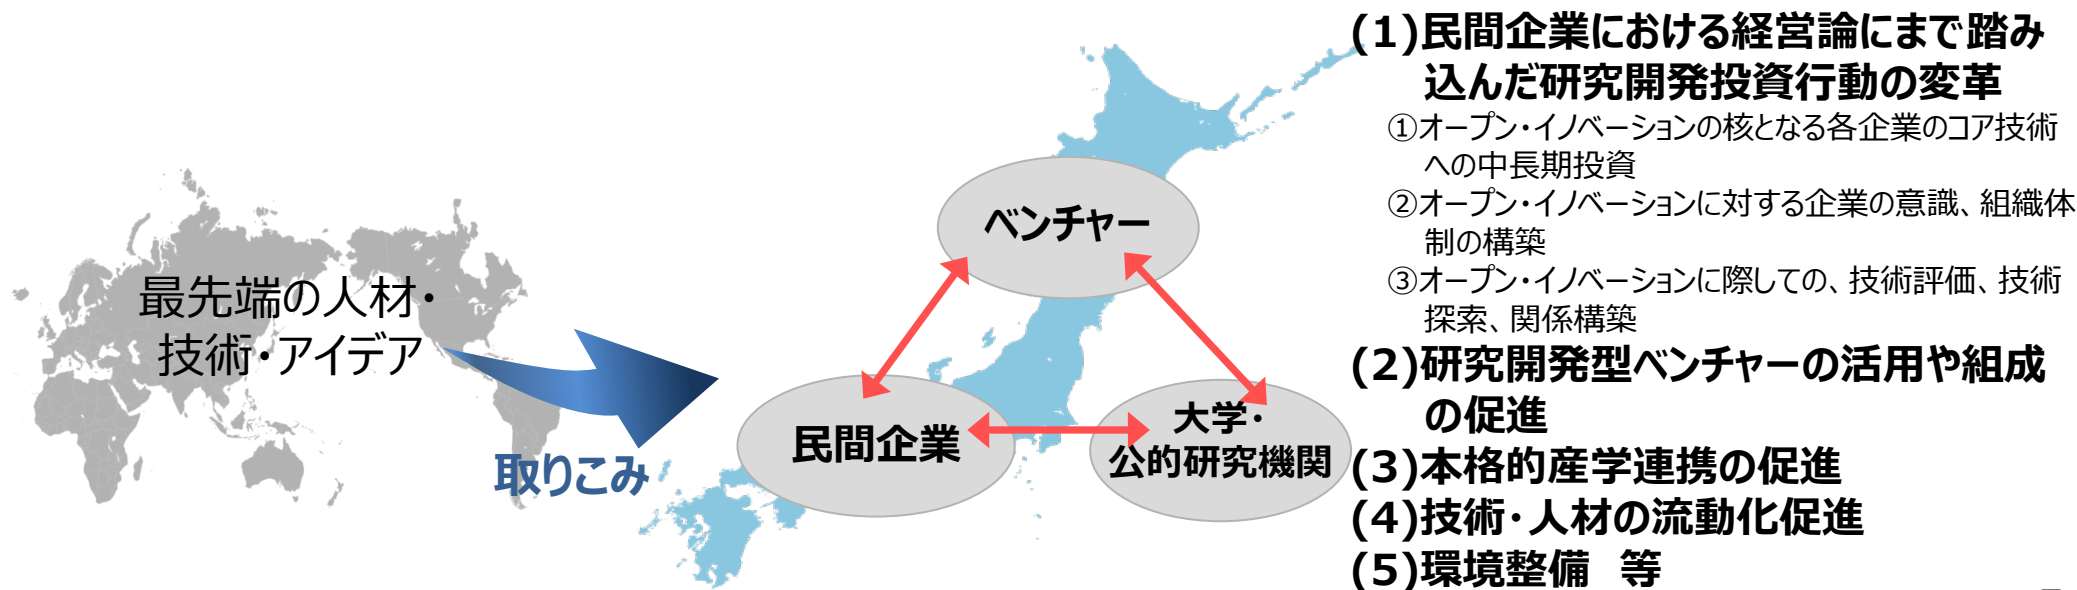 最先端の人材・
技術・アイデア
取りこみ
ベンチャー
民間企業
大学・
公的研究機関
(1)民間企業における経営論にまで踏み
込んだ研究開発投資行動の変革
①オープン・イノベーションの核となる各企業のコア技術
への中長期投資
②オープン・イノベーションに対する企業の意識、組織体
制の構築
③オープン・イノベーションに際しての、技術評価、技術
探索、関係構築
(2)研究開発型ベンチャーの活用や組成
の促進
(3)本格的産学連携の促進
(4)技術・人材の流動化促進
(5)環境整備　等